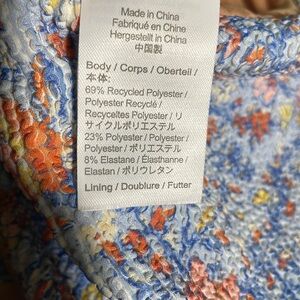 Made in China
Fabriqué en Chine
Hergestellt in China
中国製
Body / Corps / Oberteil /
本体:
69% Recycled Polyester /
Polyester Recyclé /
Recyceltes Polyester / リ
サイクルポリエステル
23% Polyester / Polyester /
Polyester / ポリエステル
8% Elastane / Élasthanne /
Elastan / ポリウレタン
Lining / Doublure / Futter